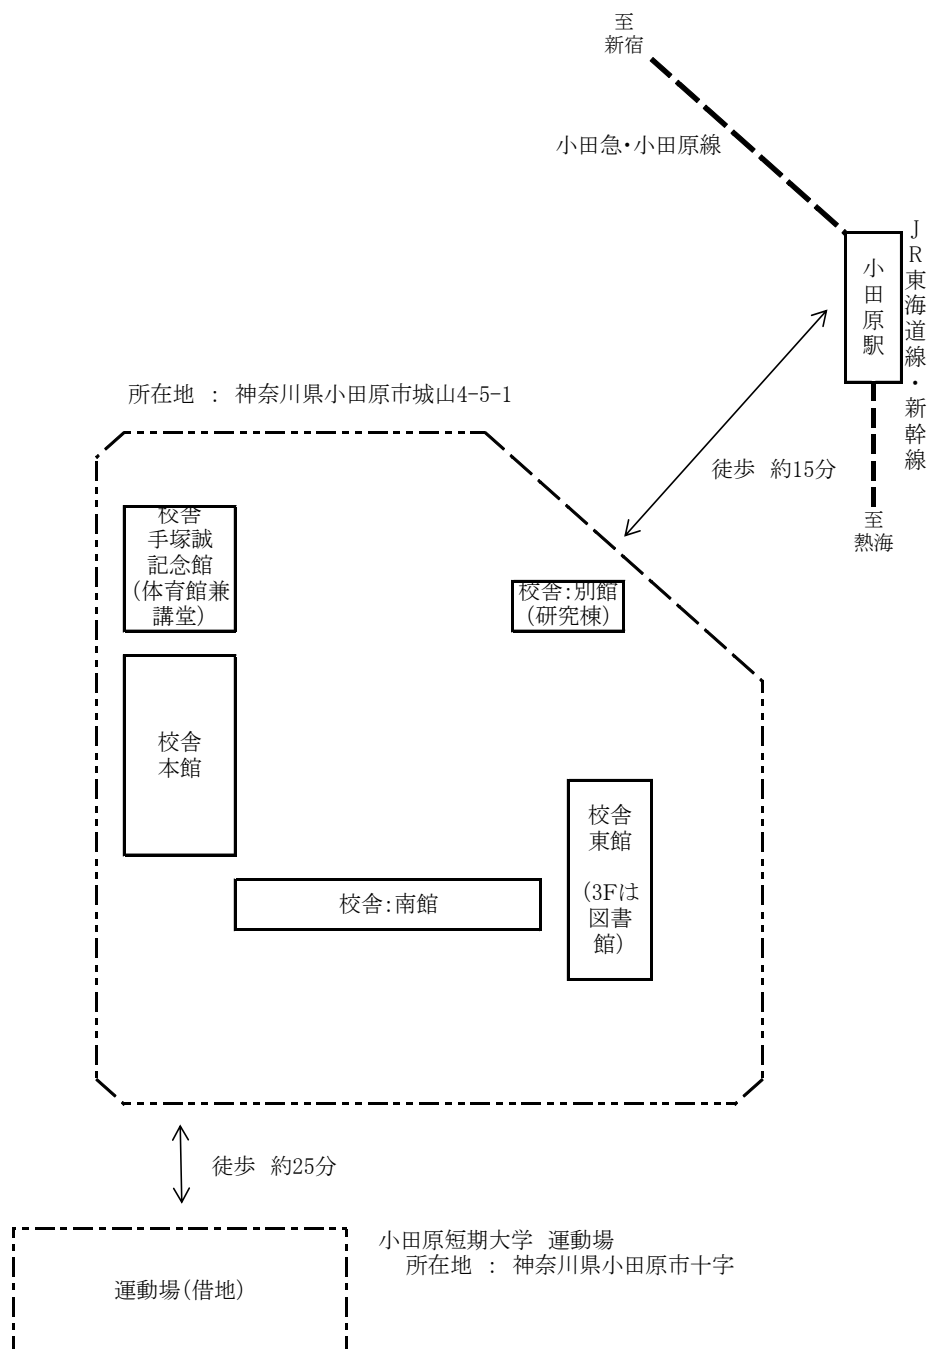 至
新宿
小田急・小田原線
小田原駅
JR東海道線・新幹線
所在地 : 神奈川県小田原市城山4-5-1
徒歩 約15分
至
熱海
校舎
手塚誠
記念館
(体育館兼
講堂)
校舎:別館
(研究棟)
校舎
本館
校舎
東館
(3Fは
図書
館)
校舎:南館
徒歩 約25分
小田原短期大学 運動場
所在地 : 神奈川県小田原市十字
運動場(借地)